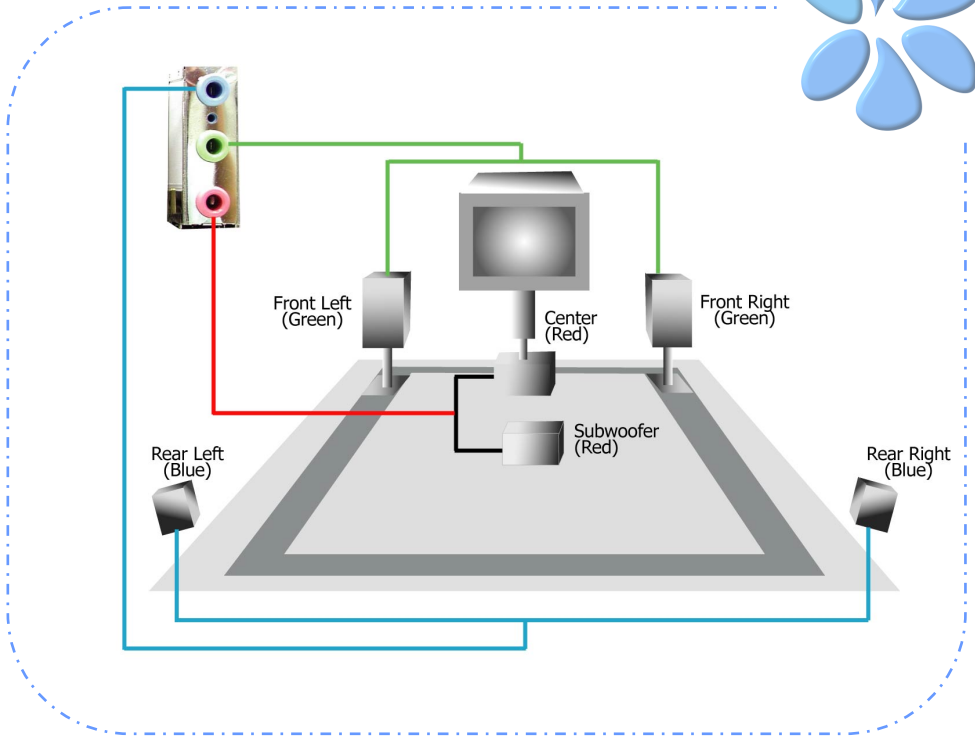 Front Left
(Green)
Front Right
(Green)
Center
(Red)
Subwoofer
(Red)
Rear Left
(Blue)
Rear Right
(Blue)